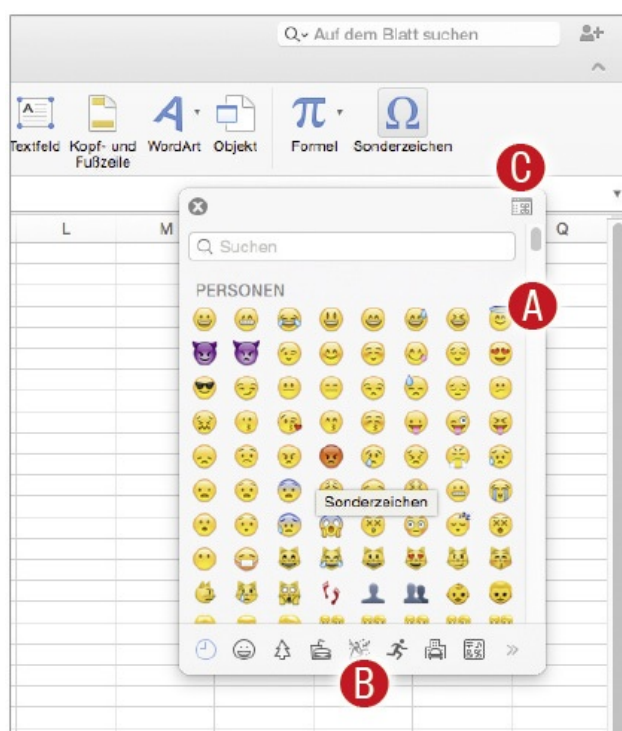 Auf dem Blatt suchen
Textfeld Kopf- und Fußzeile WordArt Objekt Formel Sonderzeichen
C
L M Q
Suchen
PERSONEN
A
Sonderzeichen
B